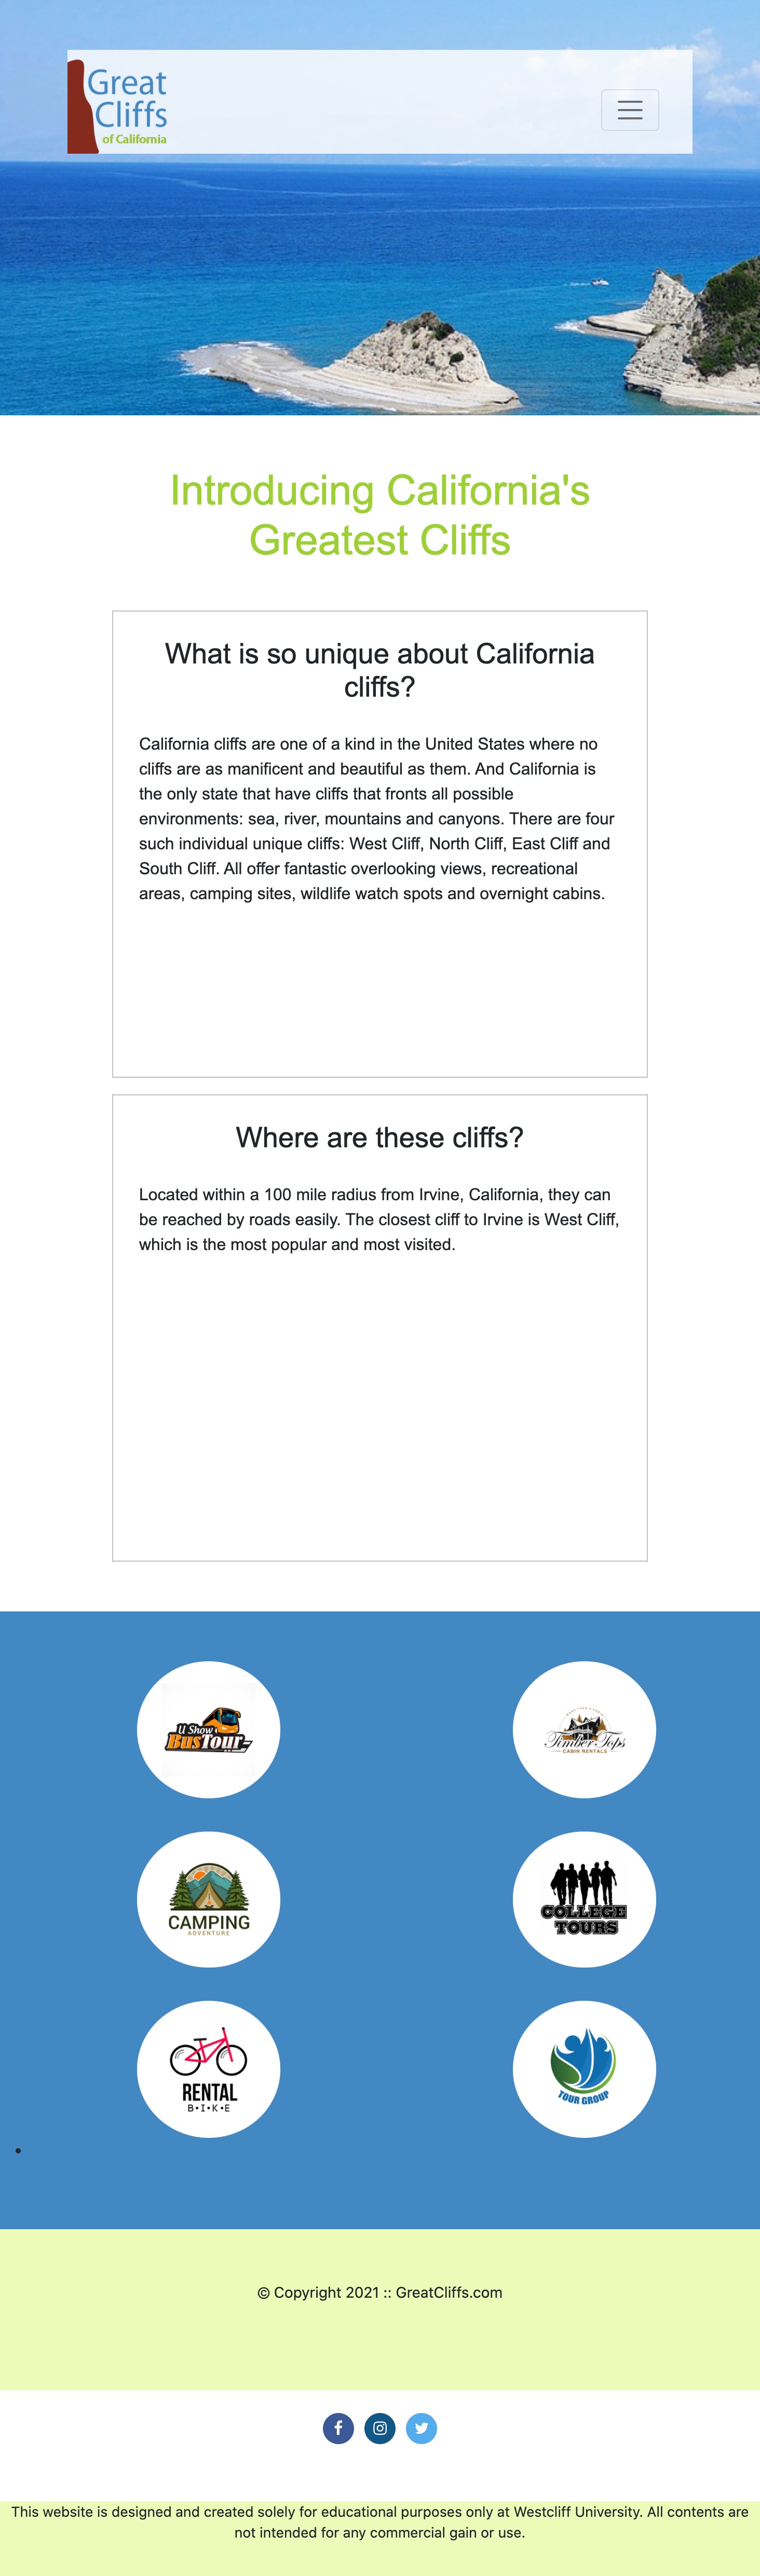 Great
Cliffs
of California
Introducing California's
Greatest Cliffs
What is so unique about California
cliffs?
California cliffs are one of a kind in the United States where no
cliffs are as manificent and beautiful as them. And California is
the only state that have cliffs that fronts all possible
environments: sea, river, mountains and canyons. There are four
such individual unique cliffs: West Cliff, North Cliff, East Cliff and
South Cliff. All offer fantastic overlooking views, recreational
areas, camping sites, wildlife watch spots and overnight cabins.
Where are these cliffs?
Located within a 100 mile radius from Irvine, California, they can
be reached by roads easily. The closest cliff to Irvine is West Cliff,
which is the most popular and most visited.
U Show
BusTour
Timber Tops
CABIN RENTALS
CAMPING
ADVENTURE
COLLEGE
TOURS
RENTAL
B•I•K•E
TOUR GROUP
© Copyright 2021 :: GreatCliffs.com
This website is designed and created solely for educational purposes only at Westcliff University. All contents are
not intended for any commercial gain or use.